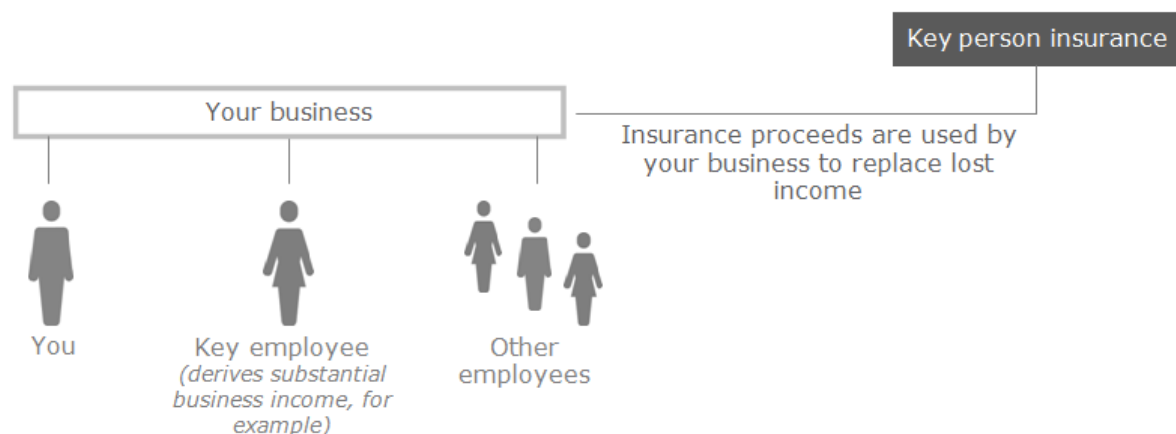 Key person insurance
Your business
Insurance proceeds are used by
your business to replace lost
income
You
Key employee
(derives substantial
business income, for
example)
Other
employees